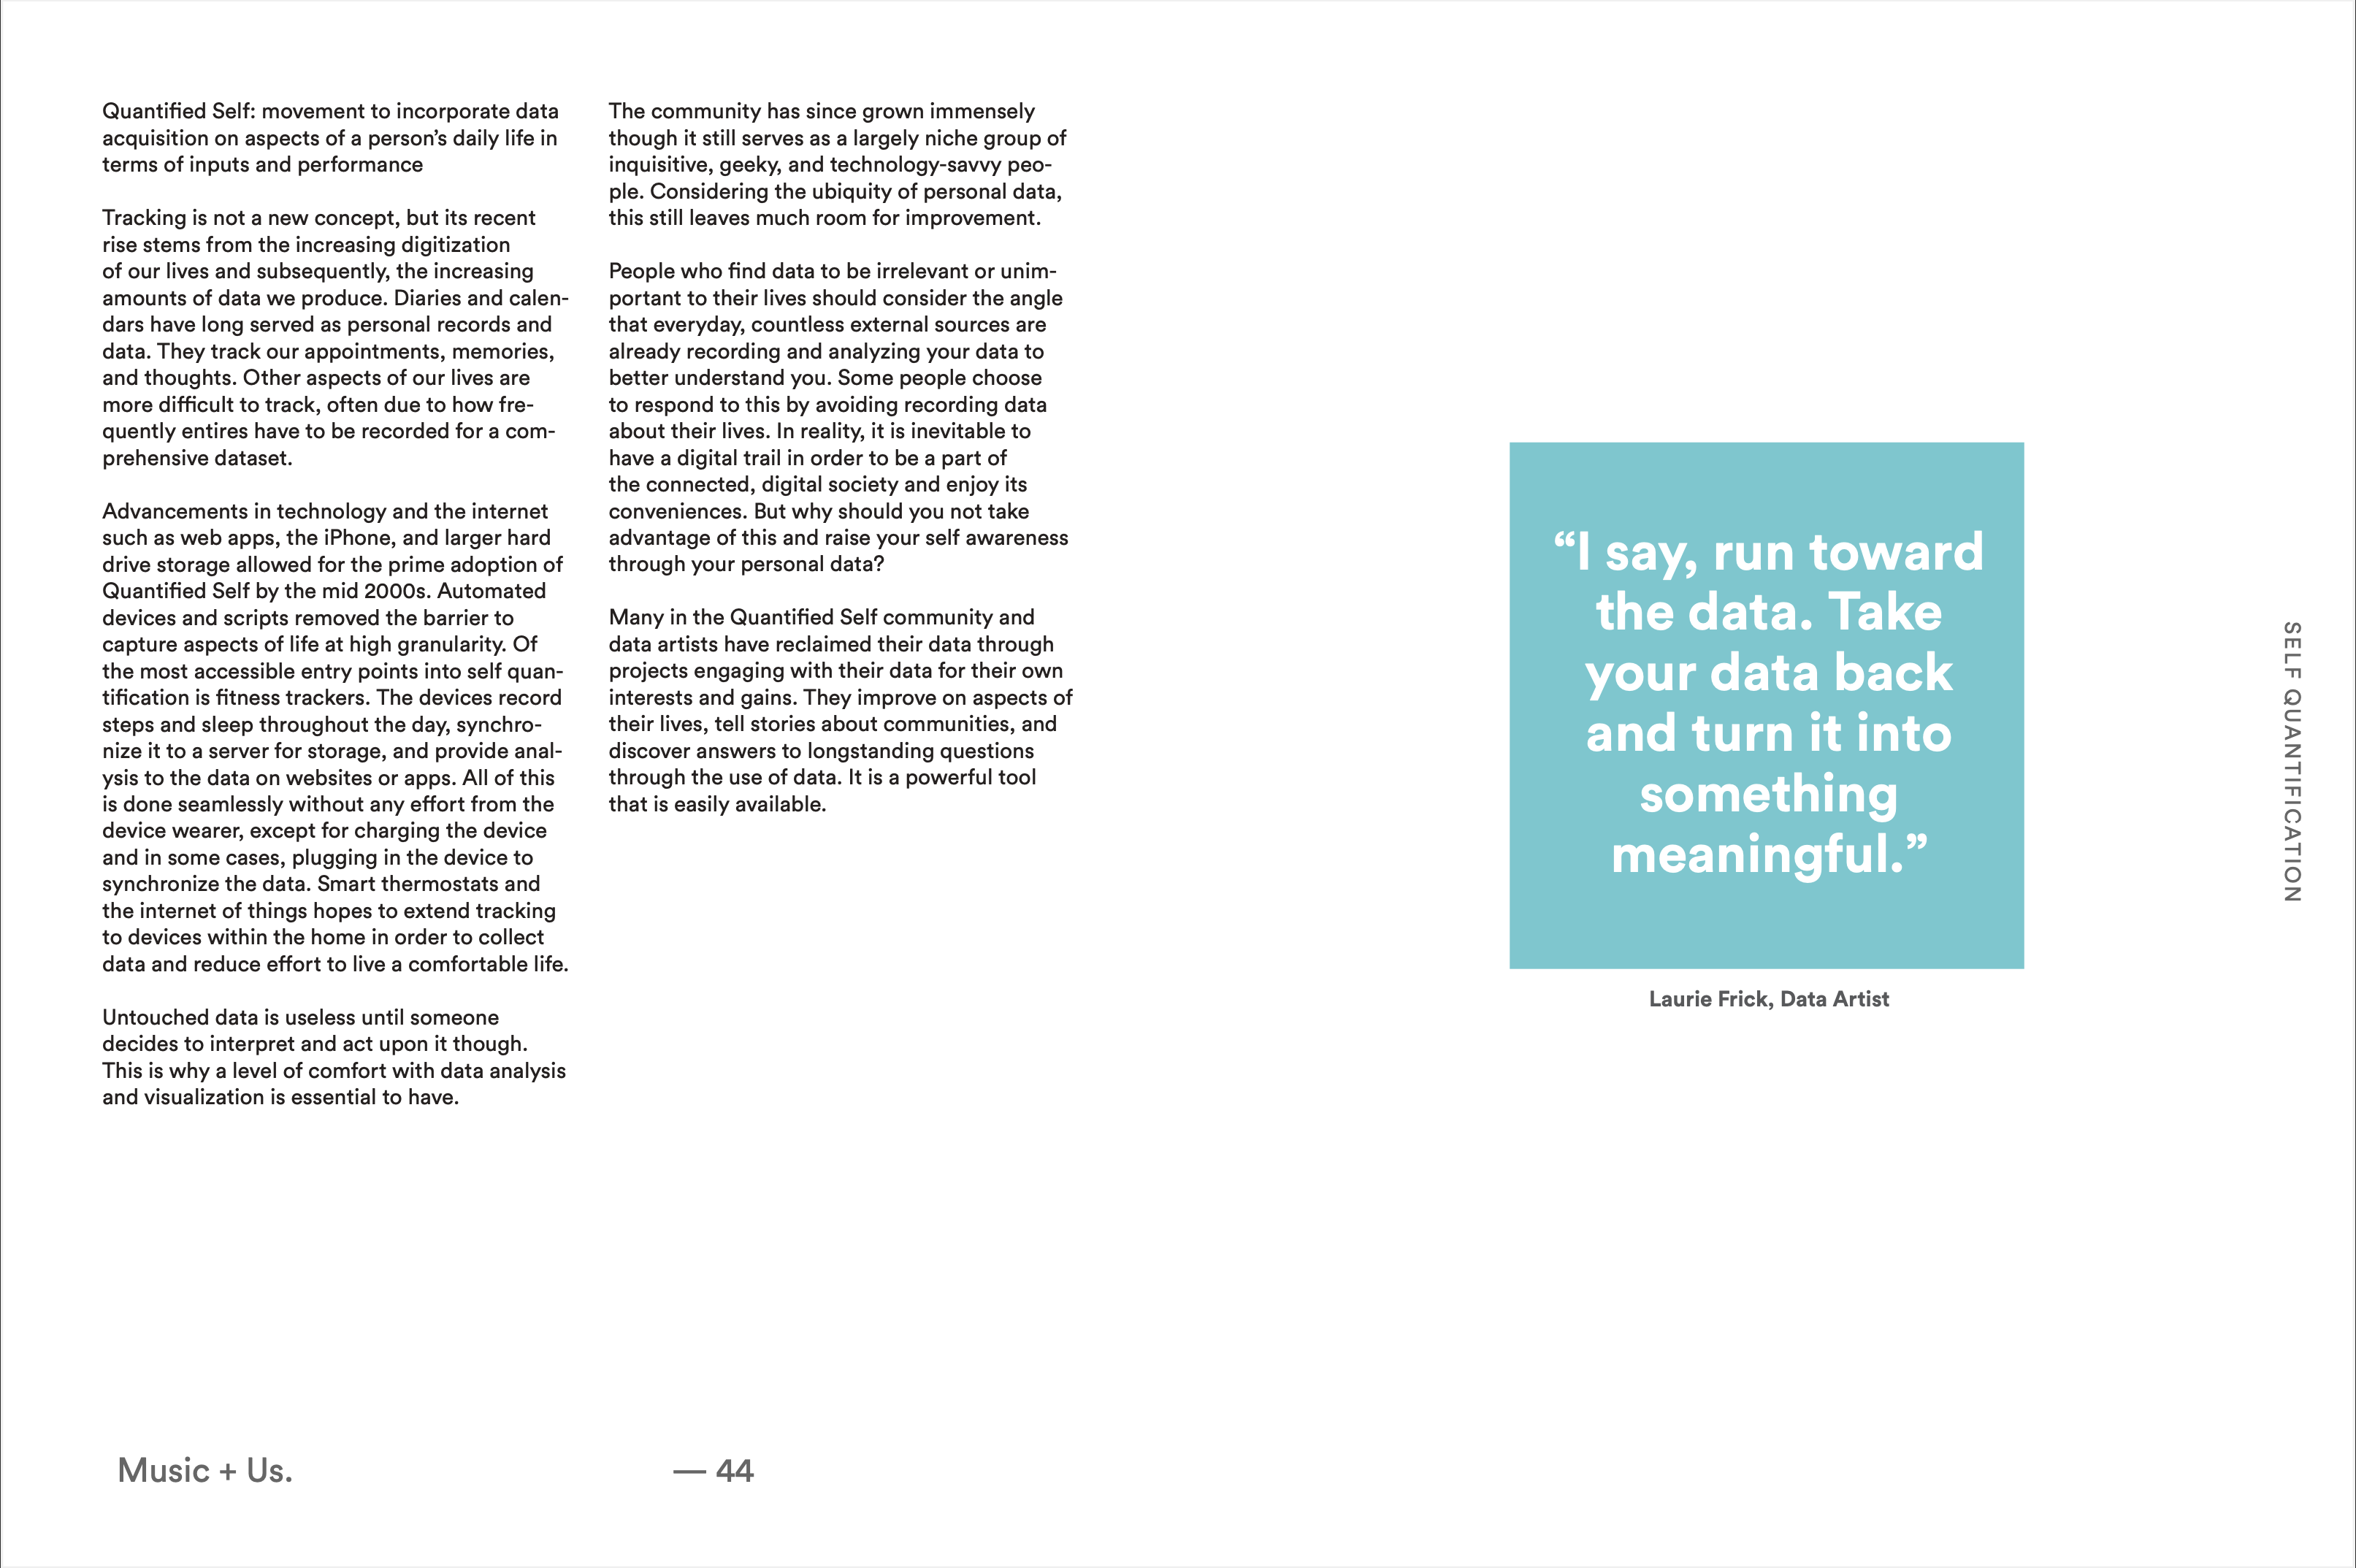 Quantified Self: movement to incorporate data
acquisition on aspects of a person’s daily life in
terms of inputs and performance
Tracking is not a new concept, but its recent
rise stems from the increasing digitization
of our lives and subsequently, the increasing
amounts of data we produce. Diaries and calen-
dars have long served as personal records and
data. They track our appointments, memories,
and thoughts. Other aspects of our lives are
more difficult to track, often due to how fre-
quently entires have to be recorded for a com-
prehensive dataset.
Advancements in technology and the internet
such as web apps, the iPhone, and larger hard
drive storage allowed for the prime adoption of
Quantified Self by the mid 2000s. Automated
devices and scripts removed the barrier to
capture aspects of life at high granularity. Of
the most accessible entry points into self quan-
tification is fitness trackers. The devices record
steps and sleep throughout the day, synchro-
nize it to a server for storage, and provide anal-
ysis to the data on websites or apps. All of this
is done seamlessly without any effort from the
device wearer, except for charging the device
and in some cases, plugging in the device to
synchronize the data. Smart thermostats and
the internet of things hopes to extend tracking
to devices within the home in order to collect
data and reduce effort to live a comfortable life.
Untouched data is useless until someone
decides to interpret and act upon it though.
This is why a level of comfort with data analysis
and visualization is essential to have.
The community has since grown immensely
though it still serves as a largely niche group of
inquisitive, geeky, and technology-savvy peo-
ple. Considering the ubiquity of personal data,
this still leaves much room for improvement.
People who find data to be irrelevant or unim-
portant to their lives should consider the angle
that everyday, countless external sources are
already recording and analyzing your data to
better understand you. Some people choose
to respond to this by avoiding recording data
about their lives. In reality, it is inevitable to
have a digital trail in order to be a part of
the connected, digital society and enjoy its
conveniences. But why should you not take
advantage of this and raise your self awareness
through your personal data?
Many in the Quantified Self community and
data artists have reclaimed their data through
projects engaging with their data for their own
interests and gains. They improve on aspects of
their lives, tell stories about communities, and
discover answers to longstanding questions
through the use of data. It is a powerful tool
that is easily available.
Music + Us.
— 44
“I say, run toward
the data. Take
your data back
and turn it into
something
meaningful.”
Laurie Frick, Data Artist
SELF QUANTIFICATION